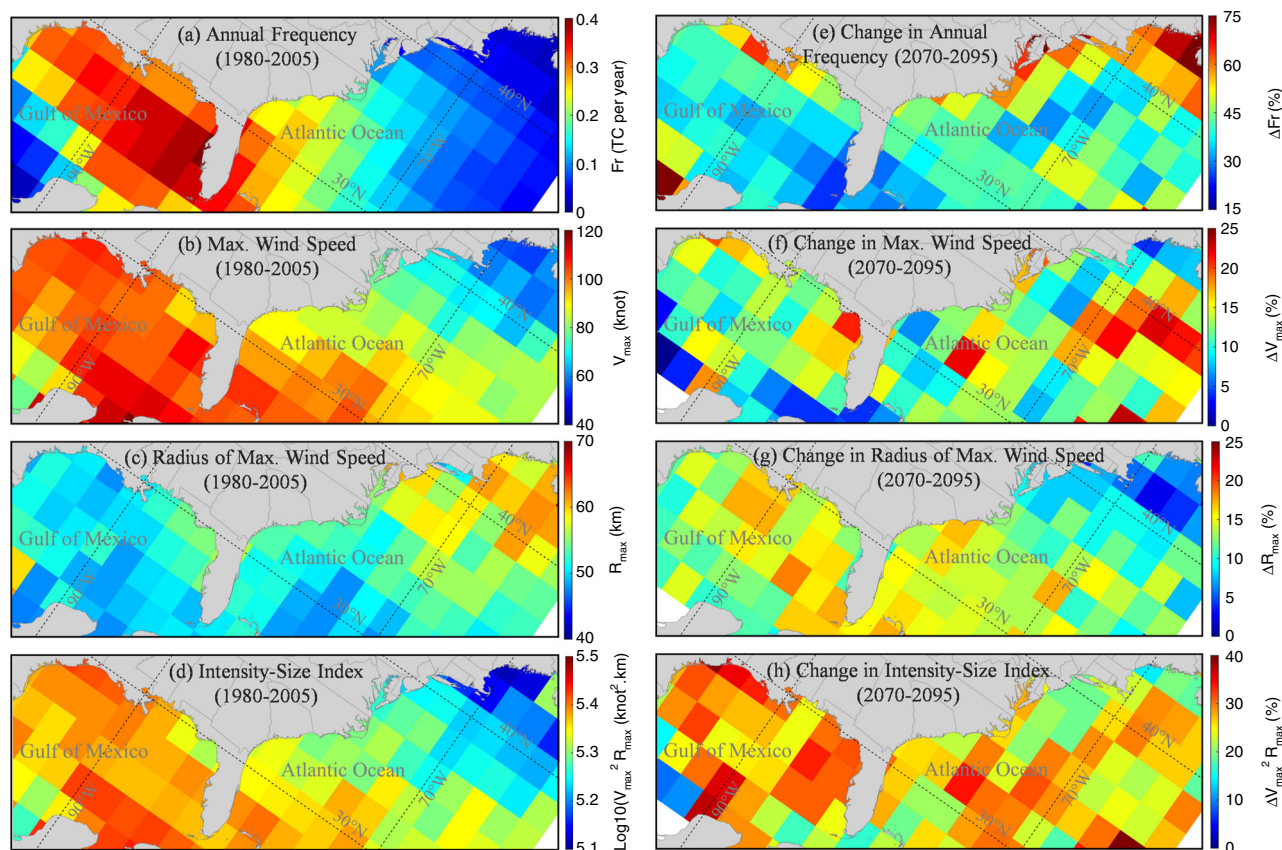 (a) Annual Frequency
(1980-2005)
Gulf of México
Atlantic Ocean
90°W
30°N
70°W
40°N
0.4
0.3
0.2
0.1
0
Fr (TC per year)
(e) Change in Annual
Frequency (2070-2095)
Gulf of México
Atlantic Ocean
90°W
30°N
70°W
40°N
75
60
45
30
15
ΔFr (%)
(b) Max. Wind Speed
(1980-2005)
Gulf of México
Atlantic Ocean
90°W
30°N
70°W
40°N
120
100
80
60
40
Vmax (knot)
(f) Change in Max. Wind Speed
(2070-2095)
Gulf of México
Atlantic Ocean
90°W
30°N
70°W
40°N
25
20
15
10
5
0
ΔVmax (%)
(c) Radius of Max. Wind Speed
(1980-2005)
Gulf of México
Atlantic Ocean
90°W
30°N
70°W
40°N
70
60
50
40
Rmax (km)
(g) Change in Radius of Max. Wind Speed
(2070-2095)
Gulf of México
Atlantic Ocean
90°W
30°N
70°W
40°N
25
20
15
10
5
0
ΔRmax (%)
(d) Intensity-Size Index
(1980-2005)
Gulf of México
Atlantic Ocean
90°W
30°N
70°W
40°N
5.5
5.4
5.3
5.2
5.1
Log10(Vmax² Rmax) (knot².km)
(h) Change in Intensity-Size Index
(2070-2095)
Gulf of México
Atlantic Ocean
90°W
30°N
70°W
40°N
40
30
20
10
0
ΔVmax² Rmax (%)